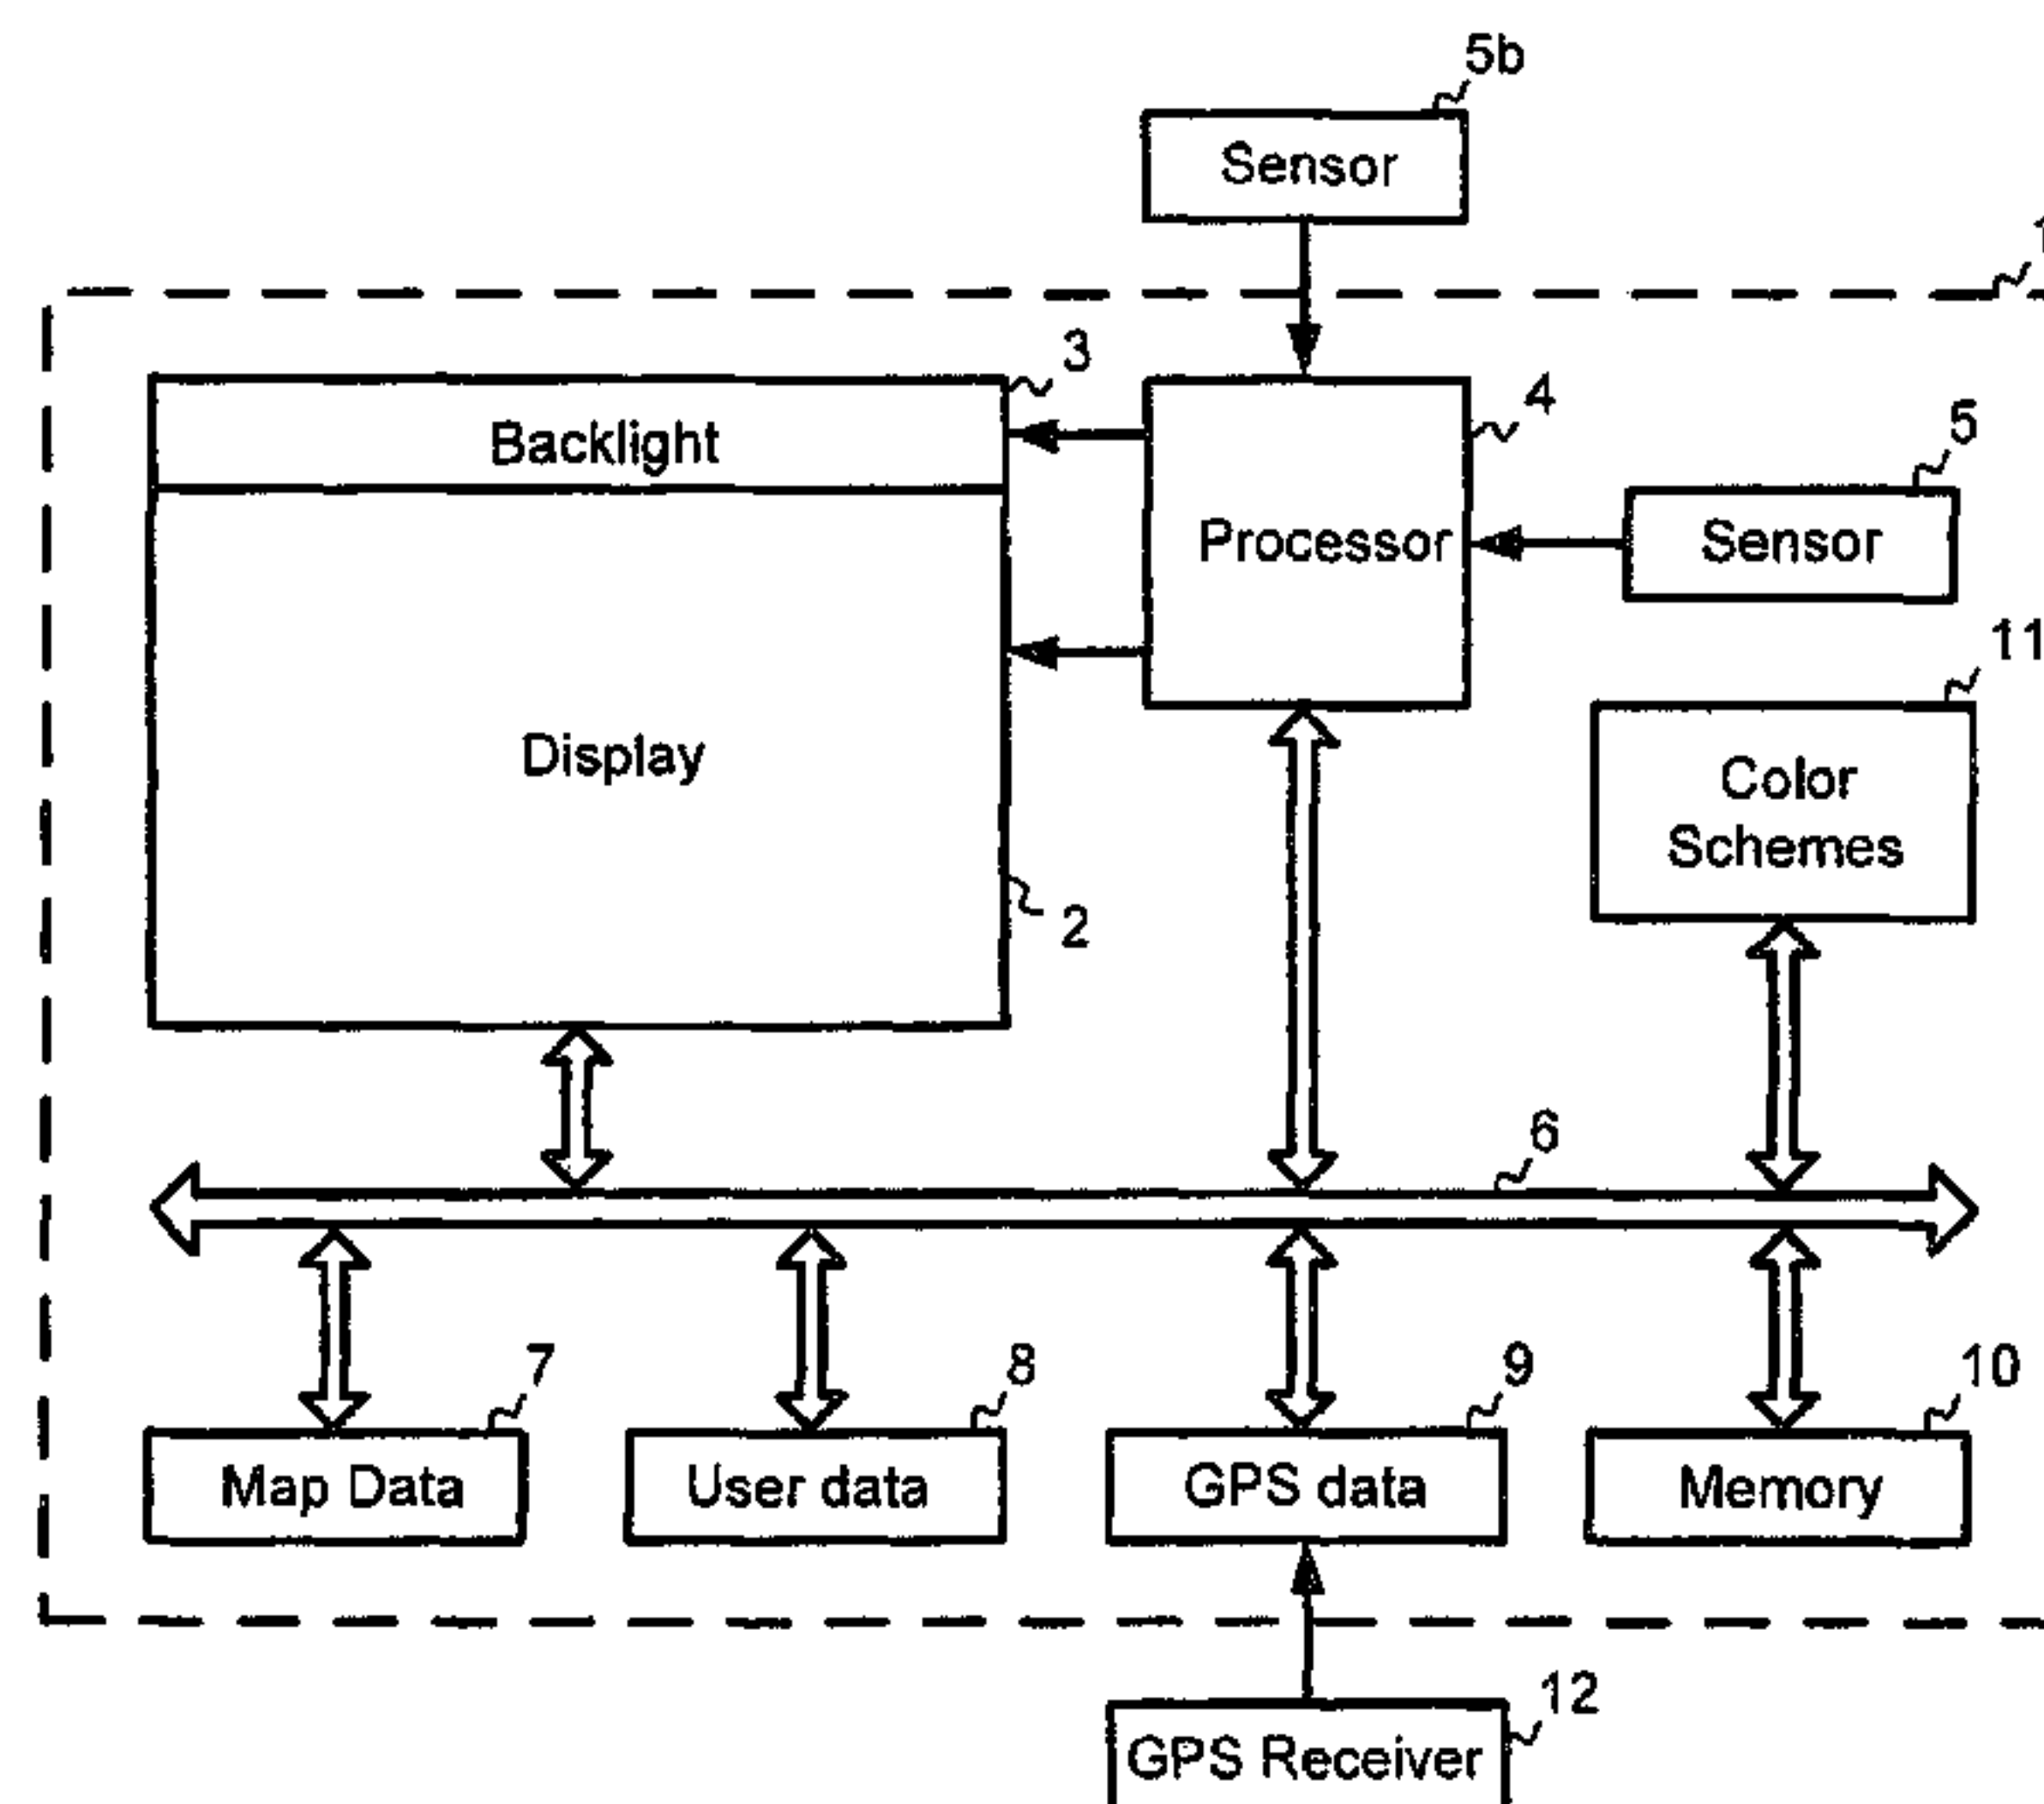 5b
Sensor
1
3
Backlight
4
Processor
5
Sensor
11
Color
Schemes
Display
2
6
7
Map Data
8
User data
9
GPS data
10
Memory
12
GPS Receiver